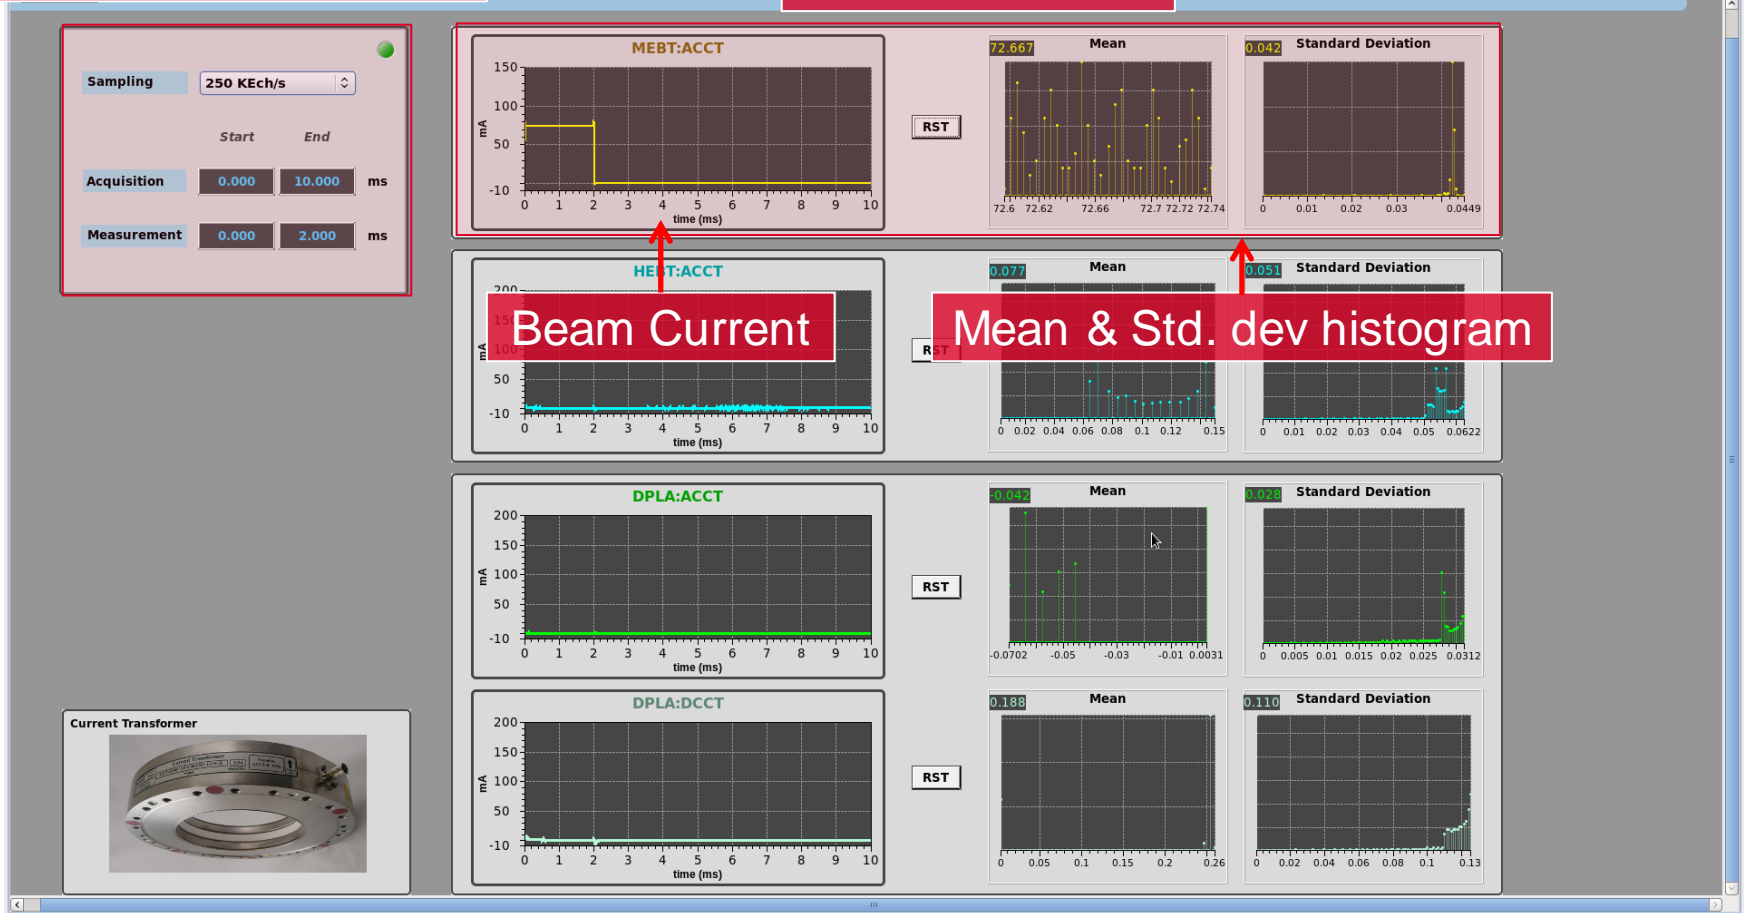 Sampling
250 KEch/s
Start End
Acquisition 0.000 10.000 ms
Measurement 0.000 2.000 ms
MEBT:ACCT
150
100
50
-10
mA
0 1 2 3 4 5 6 7 8 9 10
time (ms)
RST
72.667 Mean
72.6 72.62 72.66 72.7 72.72 72.74
0.042 Standard Deviation
0 0.01 0.02 0.03 0.0449
HEBT:ACCT
200
150
100
50
-10
mA
0 1 2 3 4 5 6 7 8 9 10
time (ms)
Beam Current
RST
0.077 Mean
0 0.02 0.04 0.06 0.08 0.1 0.12 0.15
0.051 Standard Deviation
0 0.01 0.02 0.03 0.04 0.05 0.0622
Mean & Std. dev histogram
DPLA:ACCT
200
150
100
50
-10
mA
0 1 2 3 4 5 6 7 8 9 10
time (ms)
RST
-0.042 Mean
-0.0702 -0.05 -0.03 -0.01 0.0031
0.028 Standard Deviation
0 0.005 0.01 0.015 0.02 0.025 0.0312
DPLA:DCCT
200
150
100
50
-10
mA
0 1 2 3 4 5 6 7 8 9 10
time (ms)
RST
0.188 Mean
0 0.05 0.1 0.15 0.2 0.26
0.110 Standard Deviation
0 0.02 0.04 0.06 0.08 0.1 0.13
Current Transformer
Current Transformer